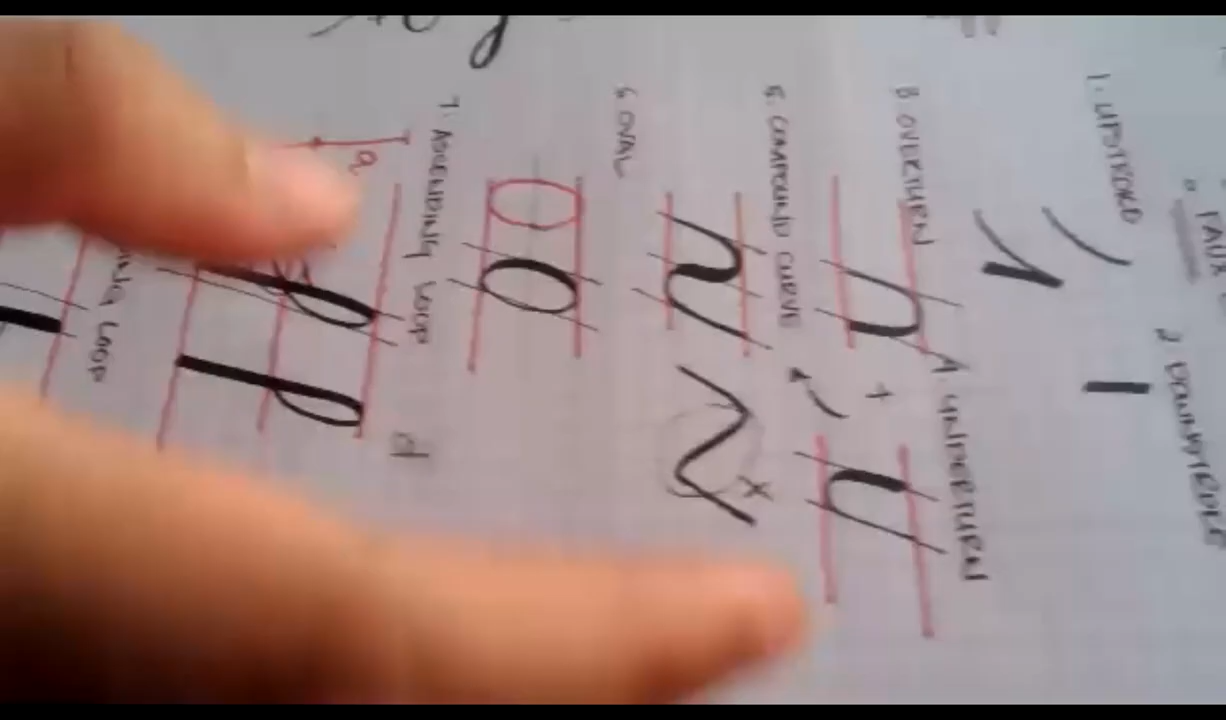 FAUX
1. UPSTROKE
2 DOWNSTROKE
3. OVERTURN
4. UNDERTURN
+
5. COMPOUND CURVE
x
6 OVAL
7. ASCENDING LOOP
a
d
LOOP